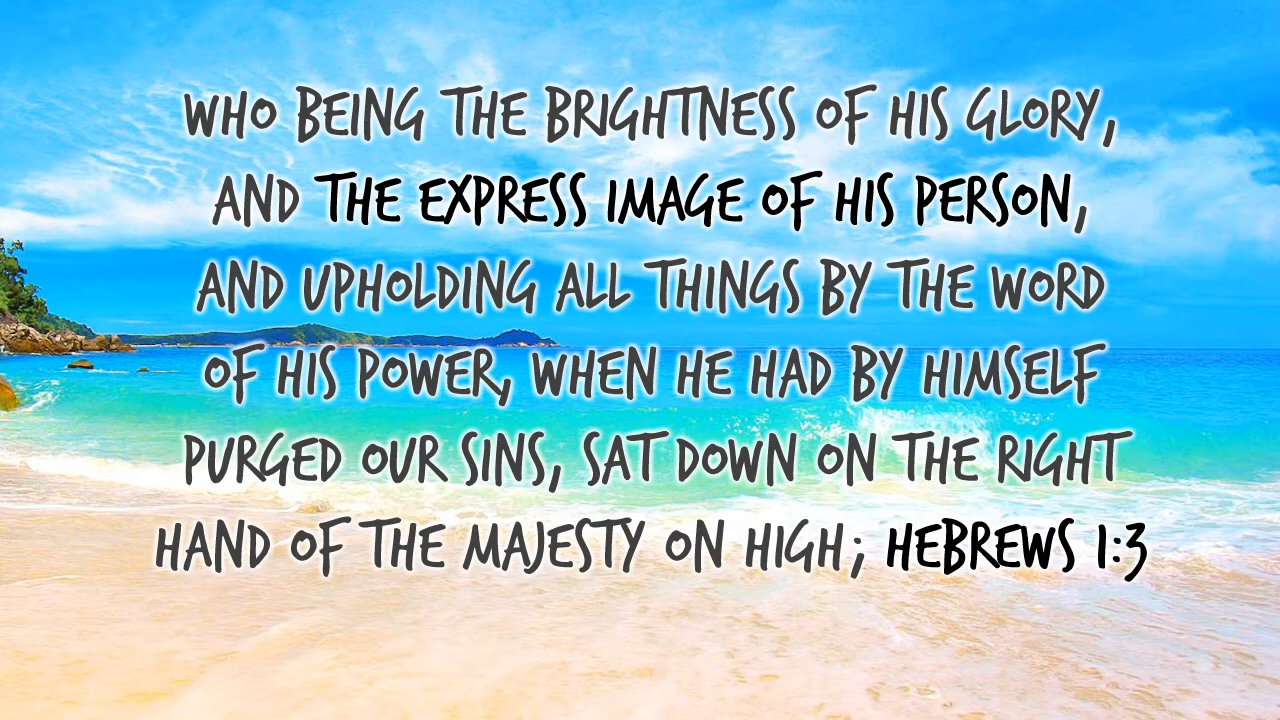 WHO BEING THE BRIGHTNESS OF HIS GLORY,
AND THE EXPRESS IMAGE OF HIS PERSON,
AND UPHOLDING ALL THINGS BY THE WORD
OF HIS POWER, WHEN HE HAD BY HIMSELF
PURGED OUR SINS, SAT DOWN ON THE RIGHT
HAND OF THE MAJESTY ON HIGH; HEBREWS 1:3